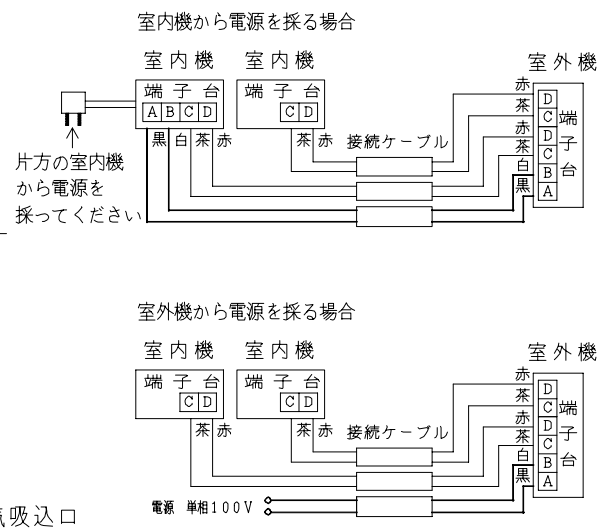 室内機から電源を採る場合
室内機 室内機 室外機
端子台 端子台
A B C D C D
黒 白 茶 赤 茶 赤 接続ケーブル
赤 D
茶 C
赤 D
茶 C
白 B
黒 A
端子台
片方の室内機
から電源を
採ってください
室外機から電源を採る場合
室内機 室内機 室外機
端子台 端子台
C D C D
茶 赤 茶 赤 接続ケーブル
赤 D
茶 C
赤 D
茶 C
白 B
黒 A
端子台
電源 単相100V
吸込口